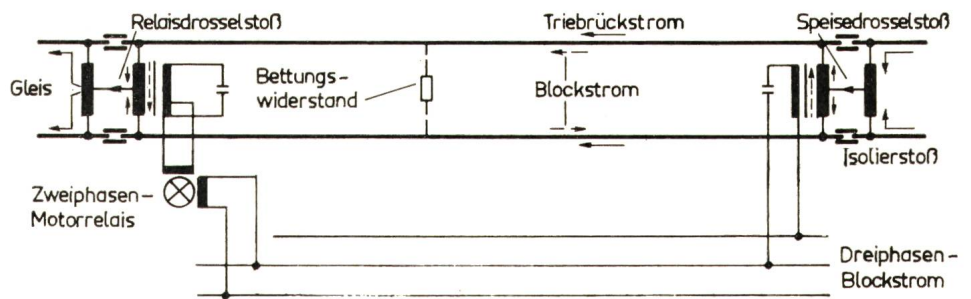 Relaisdrosselstoß
Triebrückstrom
Speisedrosselstoß
Gleis
Bettungs-
widerstand
Blockstrom
Isolierstoß
Zweiphasen-
Motorrelais
Dreiphasen-
Blockstrom